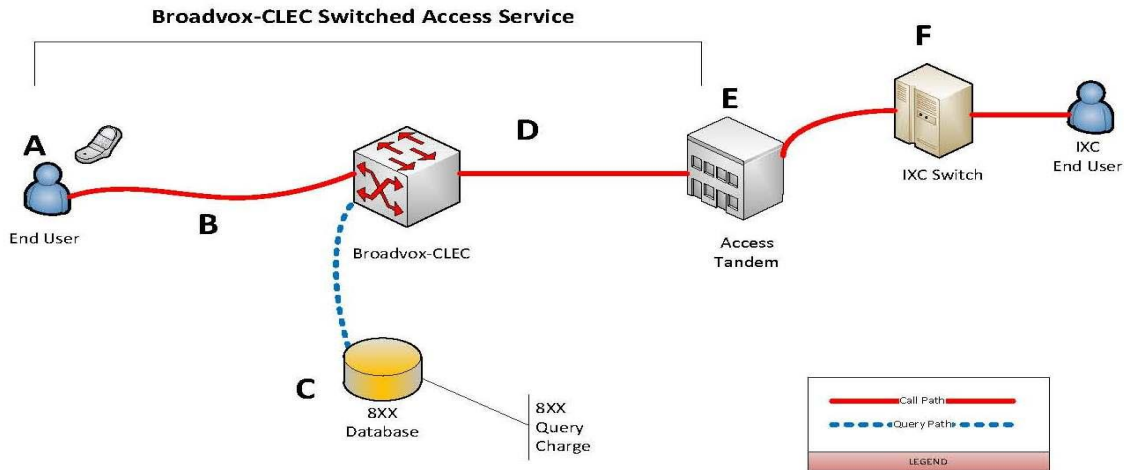 Broadvox-CLEC Switched Access Service
F
E
D
A
IXC
End User
IXC Switch
B
End User
Broadvox-CLEC
Access
Tandem
C
8XX
Database
8XX
Query
Charge
Call Path
Query Path
LEGEND